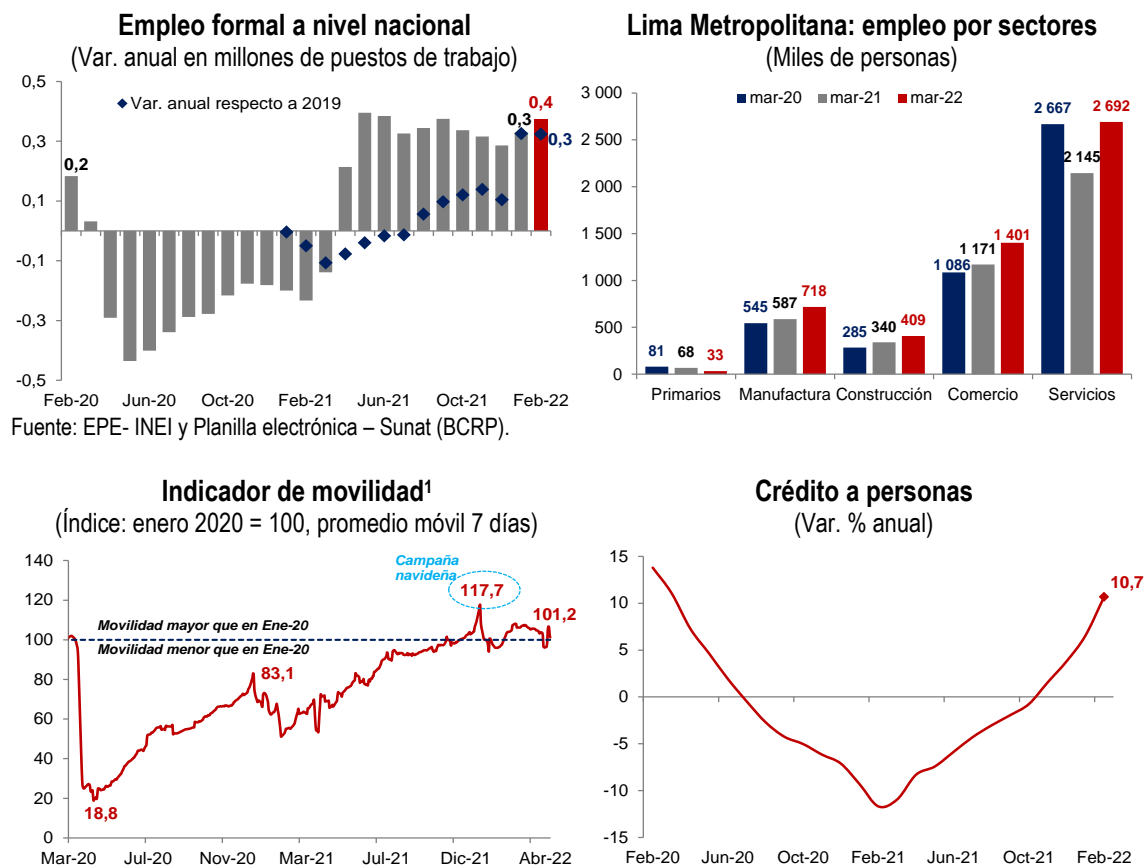 Empleo formal a nivel nacional
(Var. anual en millones de puestos de trabajo)
0,5
0,3
0,1
-0,1
-0,3
-0,5
Var. anual respecto a 2019
0,2
0,3
0,4
0,3
Feb-20 Jun-20 Oct-20 Feb-21 Jun-21 Oct-21 Feb-22
Lima Metropolitana: empleo por sectores
(Miles de personas)
3 000
2 500
2 000
1 500
1 000
500
0
mar-20 mar-21 mar-22
81 68 33
545 587 718
285 340 409
1 086 1 171 1 401
2 667 2 145 2 692
Primarios Manufactura Construcción Comercio Servicios
Fuente: EPE- INEI y Planilla electrónica – Sunat (BCRP).
Indicador de movilidad¹
(Índice: enero 2020 = 100, promedio móvil 7 días)
140
120
100
80
60
40
20
0
Campaña
navideña
117,7
101,2
Movilidad mayor que en Ene-20
Movilidad menor que en Ene-20
83,1
18,8
Mar-20 Jul-20 Nov-20 Mar-21 Jul-21 Dic-21 Abr-22
Crédito a personas
(Var. % anual)
15
10
5
0
-5
-10
-15
10,7
Feb-20 Jun-20 Oct-20 Feb-21 Jun-21 Oct-21 Feb-22